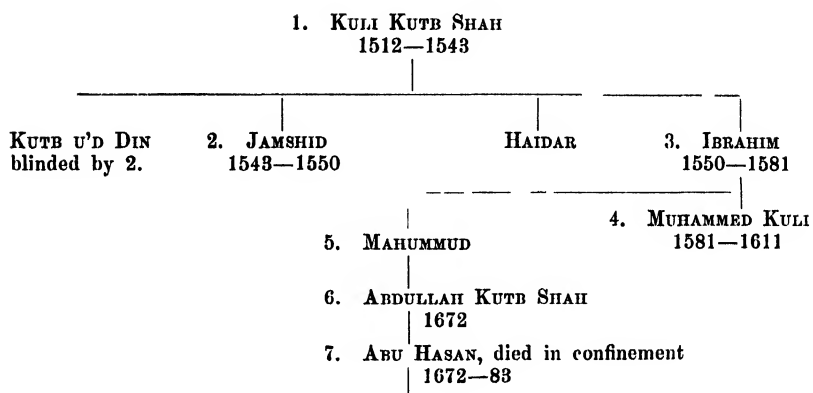 1. KULI KUTB SHAH
1512—1543
KUTB U'D DIN
blinded by 2.
2. JAMSHID
1543—1550
HAIDAR
3. IBRAHIM
1550—1581
4. MUHAMMED KULI
1581—1611
5. MAHUMMUD
6. ABDULLAH KUTB SHAH
1672
7. ABU HASAN, died in confinement
1672—83